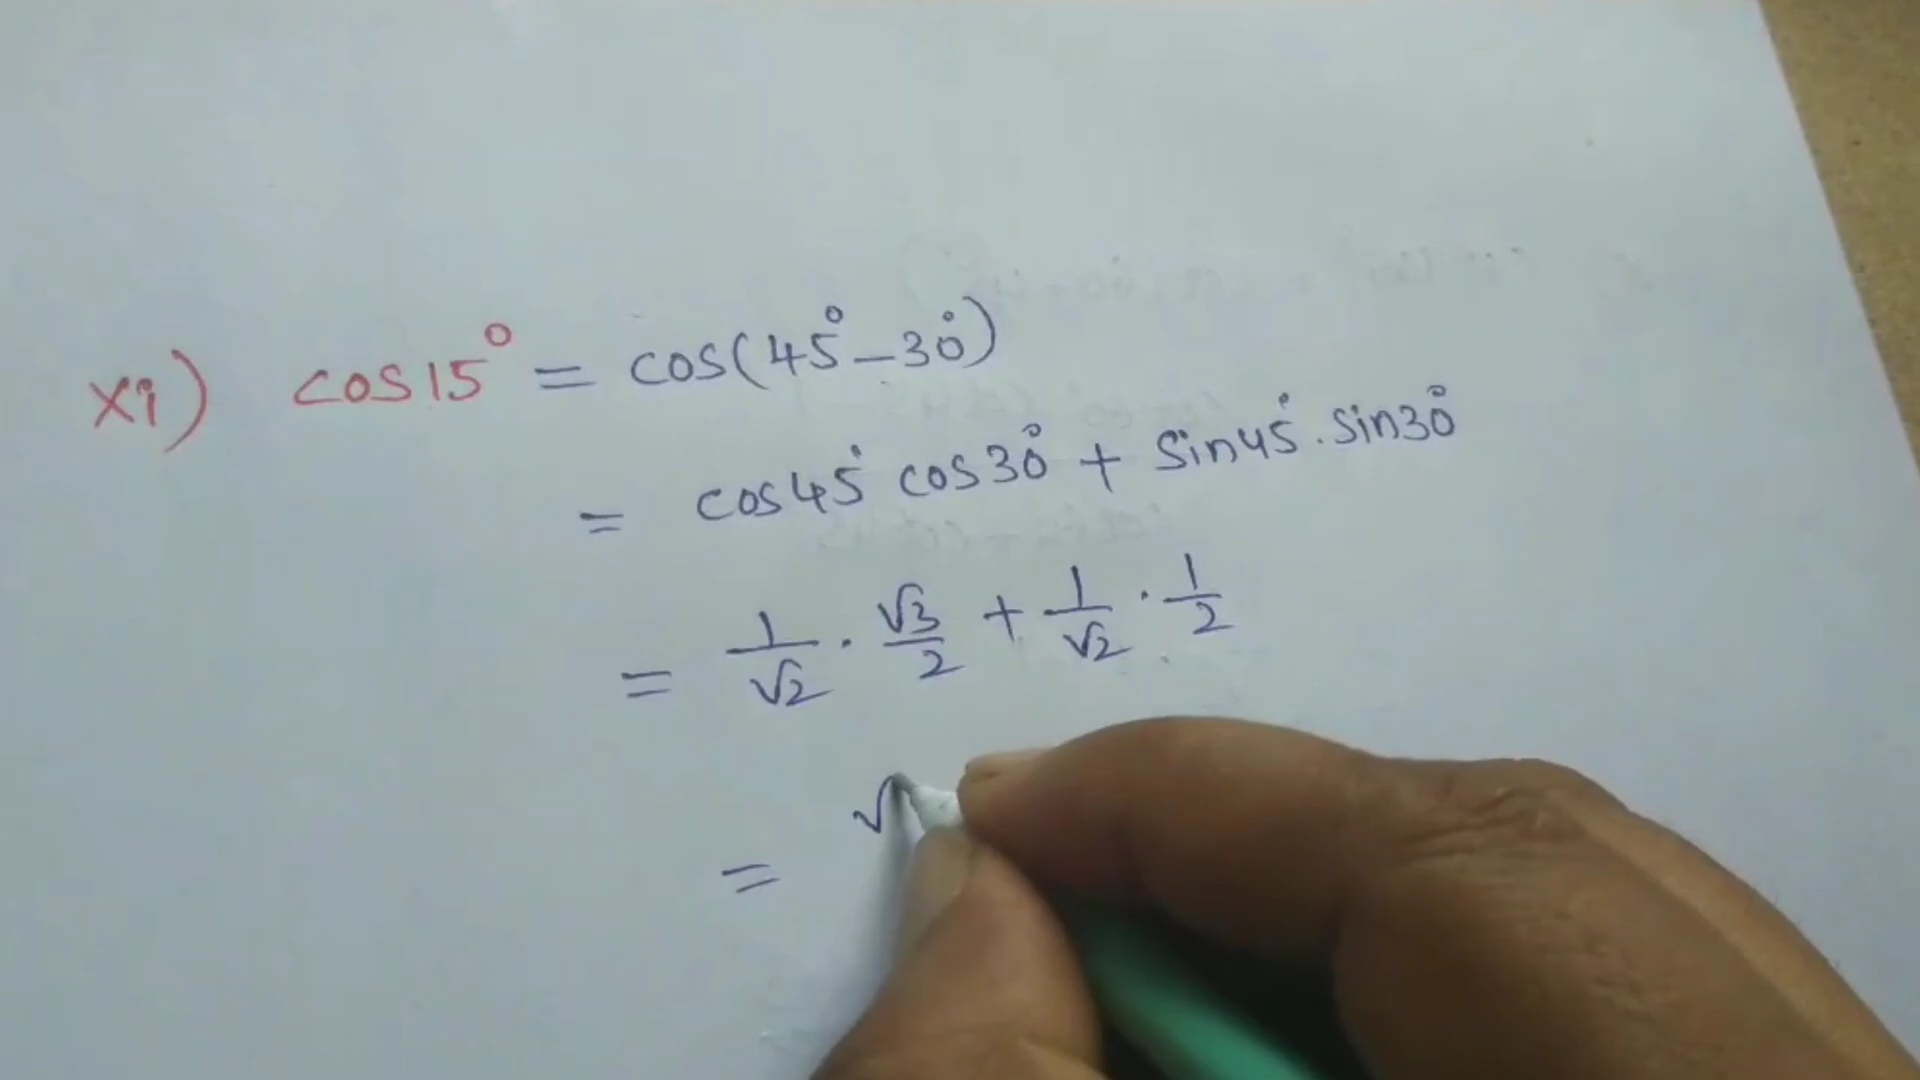 xi) cos15° = cos(45° - 30°)
= cos45° cos30° + sin45° . sin30°
= 1/√2 . √3/2 + 1/√2 . 1/2
= √